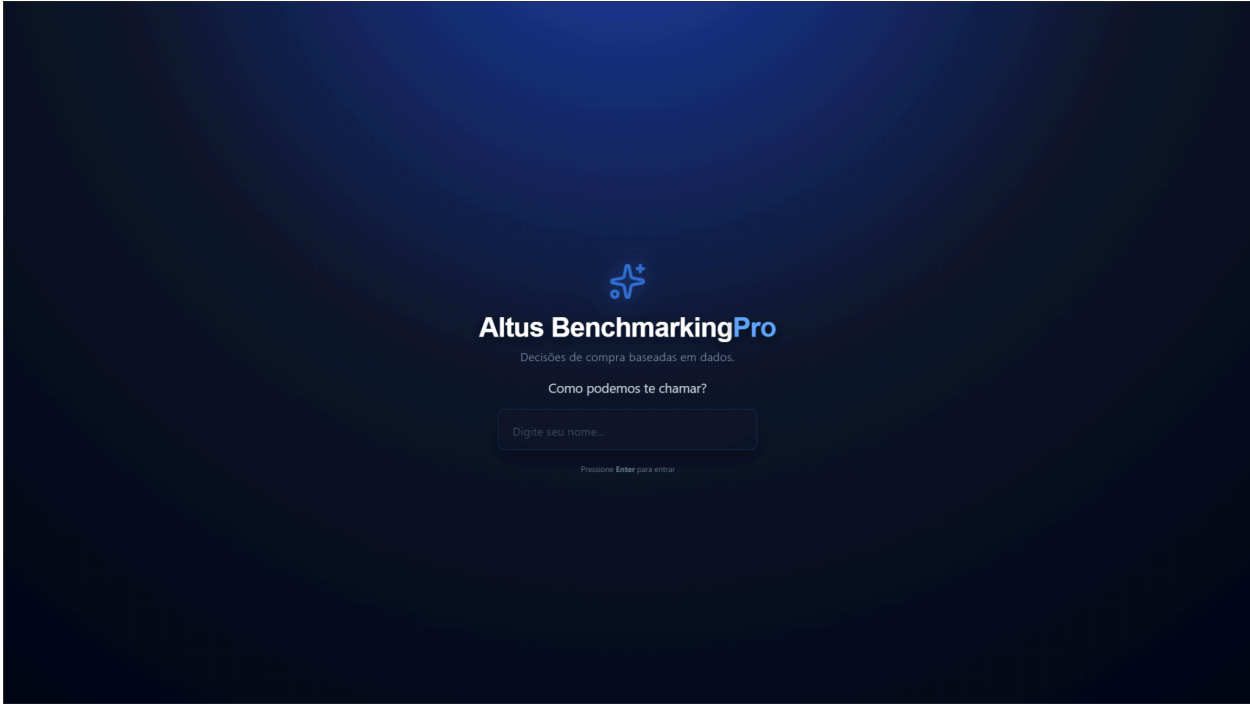 Altus BenchmarkingPro
Decisões de compra baseadas em dados.
Como podemos te chamar?
Digite seu nome...
Pressione Enter para entrar